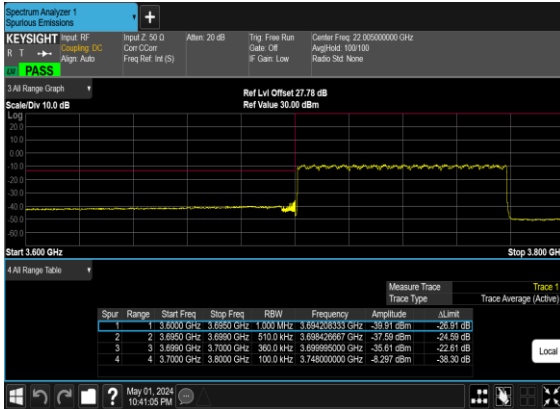 Spectrum Analyzer 1
Spurious Emissions
+
KEYSIGHT Input: RF Input Z: 50 Ω Atten: 20 dB Trig: Free Run Center Freq: 22.005000000 GHz
R T Coupling: DC Corr CCorr Gate: Off Avg|Hold: 100/100
Align: Auto Freq Ref: Int (S) IF Gain: Low Radio Std: None
PASS
3 All Range Graph
Ref Lvl Offset 27.78 dB
Scale/Div 10.0 dB Ref Value 30.00 dBm
Log
20.0
10.0
0.00
-10.0
-20.0
-30.0
-40.0
-50.0
-60.0
Start 3.600 GHz Stop 3.800 GH
4 All Range Table
Measure Trace Trace 1
Trace Type Trace Average (Active)
Spur Range Start Freq Stop Freq RBW Frequency Amplitude ΔLimit
1 1 3.6000 GHz 3.6950 GHz 1.000 MHz 3.694208333 GHz -39.91 dBm -26.91 dB
2 2 3.6950 GHz 3.6990 GHz 510.0 kHz 3.698426667 GHz -37.59 dBm -24.59 dB
3 3 3.6990 GHz 3.7000 GHz 360.0 kHz 3.699995000 GHz -35.61 dBm -22.61 dB
4 4 3.7000 GHz 3.8000 GHz 100.0 kHz 3.748000000 GHz -8.297 dBm -38.30 dB
Local
?
May 01, 2024
10:41:05 PM